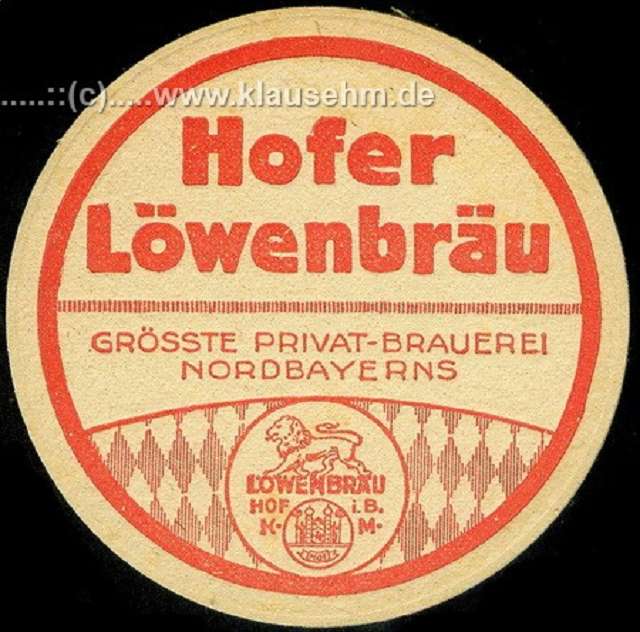 .....::(c).....www.klausehm.de
Hofer
Löwenbräu
GRÖSSTE PRIVAT-BRAUEREI
NORDBAYERNS
LÖWENBRÄU
HOF i.B.
K· M·